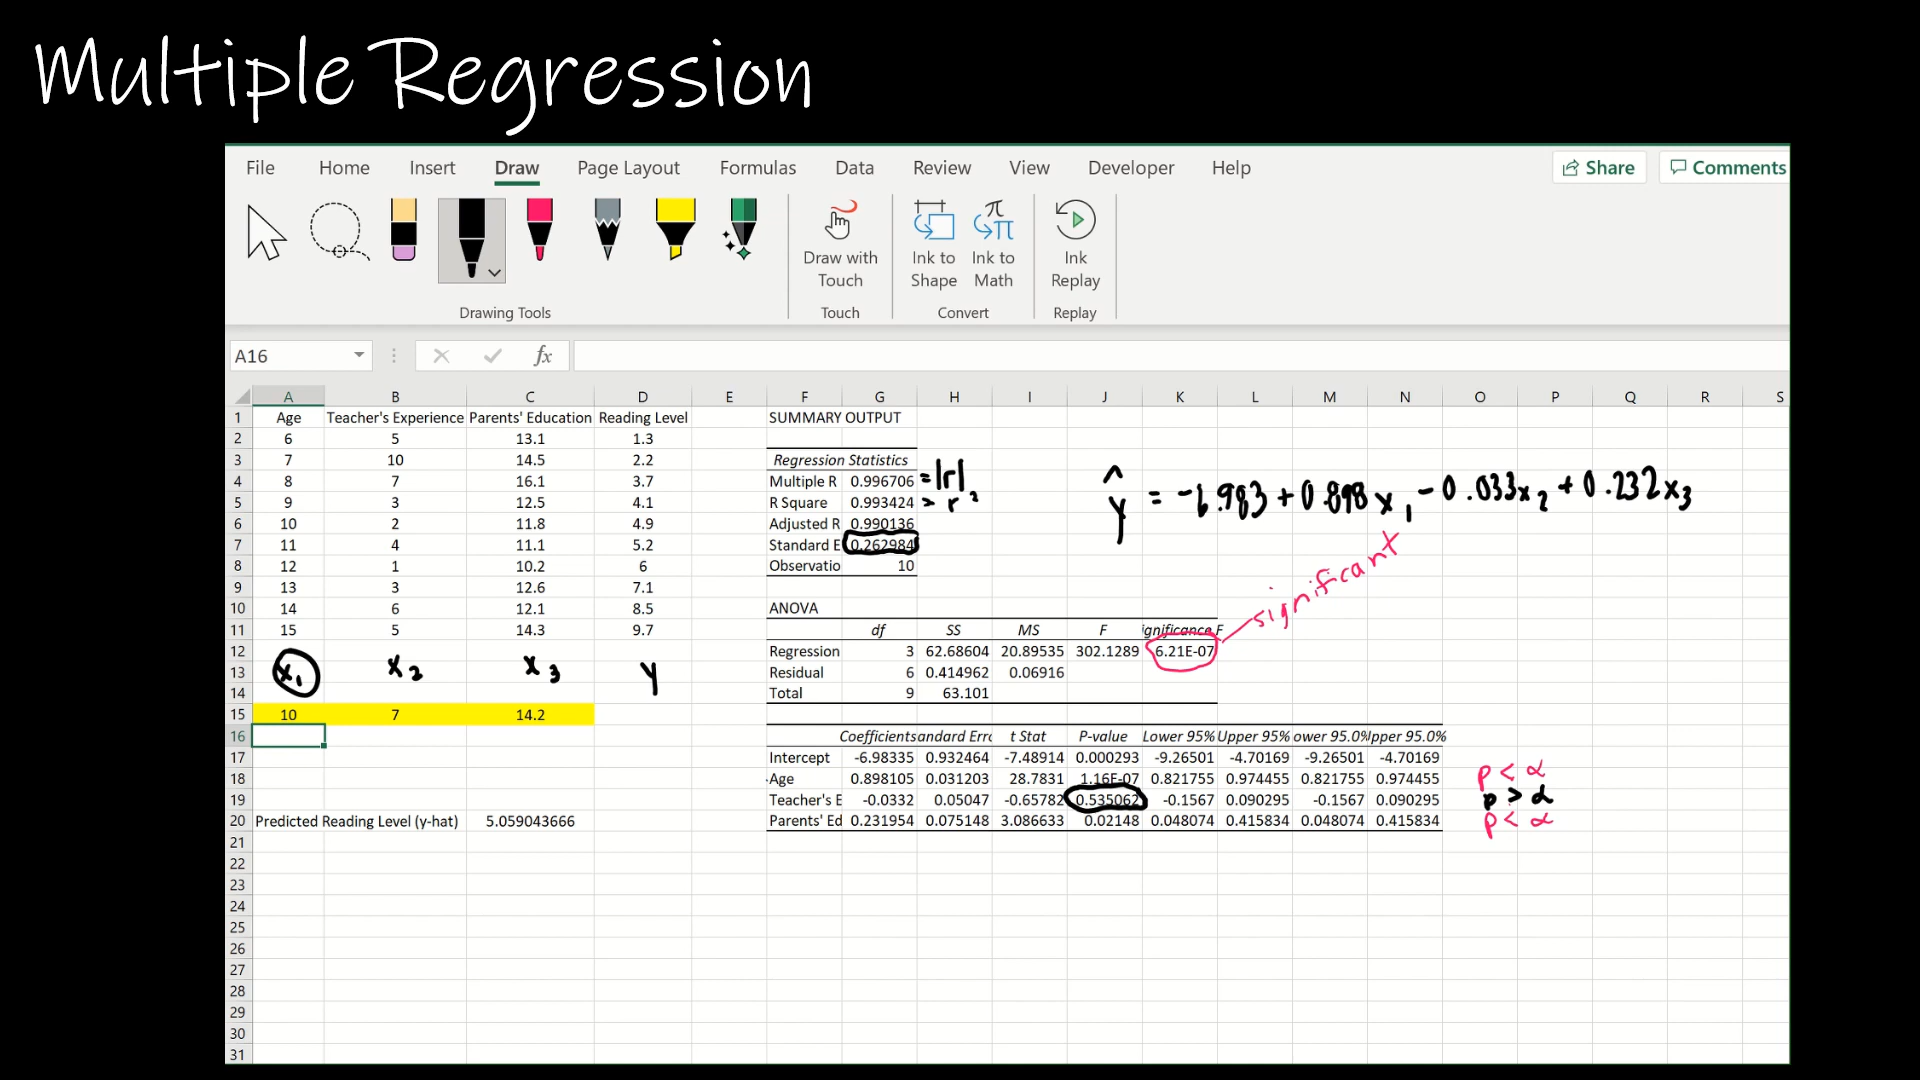 Multiple Regression
File Home Insert Draw Page Layout Formulas Data Review View Developer Help Share Comments
Draw with Touch Ink to Shape Ink to Math Ink Replay
Drawing Tools Touch Convert Replay
A16 fx
A B C D E F G H I J K L M N O P Q R S
1 Age Teacher's Experience Parents' Education Reading Level SUMMARY OUTPUT
2 6 5 13.1 1.3
3 7 10 14.5 2.2 Regression Statistics
4 8 7 16.1 3.7 Multiple R 0.996706 = |r|
5 9 3 12.5 4.1 R Square 0.993424 = r²
ŷ = -6.983 + 0.898x₁ - 0.033x₂ + 0.232x₃
6 10 2 11.8 4.9 Adjusted R 0.990136
7 11 4 11.1 5.2 Standard E 0.262984
8 12 1 10.2 6 Observatio 10
9 13 3 12.6 7.1
significant
10 14 6 12.1 8.5 ANOVA
11 15 5 14.3 9.7 df SS MS F ignificance F
12 Regression 3 62.68604 20.89535 302.1289 6.21E-07
13 Residual 6 0.414962 0.06916
x₁ x₂ x₃ y
14 Total 9 63.101
15 10 7 14.2
16 Coefficients andard Erro t Stat P-value Lower 95% Upper 95% ower 95.0% Ipper 95.0%
17 Intercept -6.98335 0.932464 -7.48914 0.000293 -9.26501 -4.70169 -9.26501 -4.70169
18 Age 0.898105 0.031203 28.7831 1.16E-07 0.821755 0.974455 0.821755 0.974455 p < α
19 Teacher's E -0.0332 0.05047 -0.65782 0.535062 -0.1567 0.090295 -0.1567 0.090295 p > α
20 Predicted Reading Level (y-hat) 5.059043666 Parents' Ed 0.231954 0.075148 3.086633 0.02148 0.048074 0.415834 0.048074 0.415834 p < α
21
22
23
24
25
26
27
28
29
30
31